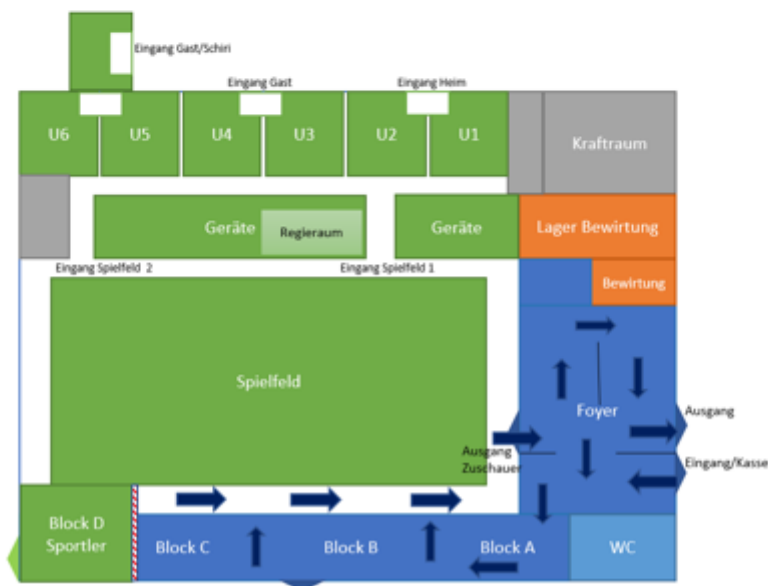 Eingang Gast/Schiri
Eingang Gast
Eingang Heim
U6
U5
U4
U3
U2
U1
Kraftraum
Geräte
Regieraum
Geräte
Lager Bewirtung
Eingang Spielfeld 2
Eingang Spielfeld 1
Bewirtung
Spielfeld
Foyer
Ausgang
Ausgang
Zuschauer
Eingang/Kasse
Block D
Sportler
Block C
Block B
Block A
WC